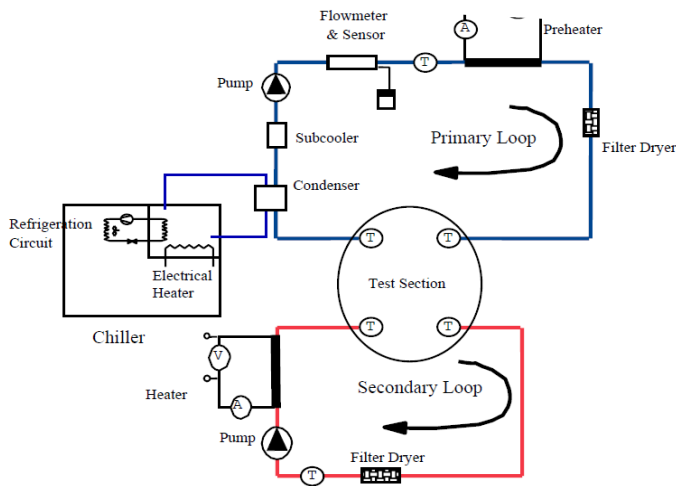 Flowmeter
& Sensor
A
Preheater
T
Pump
Subcooler
Primary Loop
Filter Dryer
Condenser
Refrigeration
Circuit
T
T
Electrical
Heater
Test Section
Chiller
T
T
V
Heater
A
Secondary Loop
Pump
Filter Dryer
T